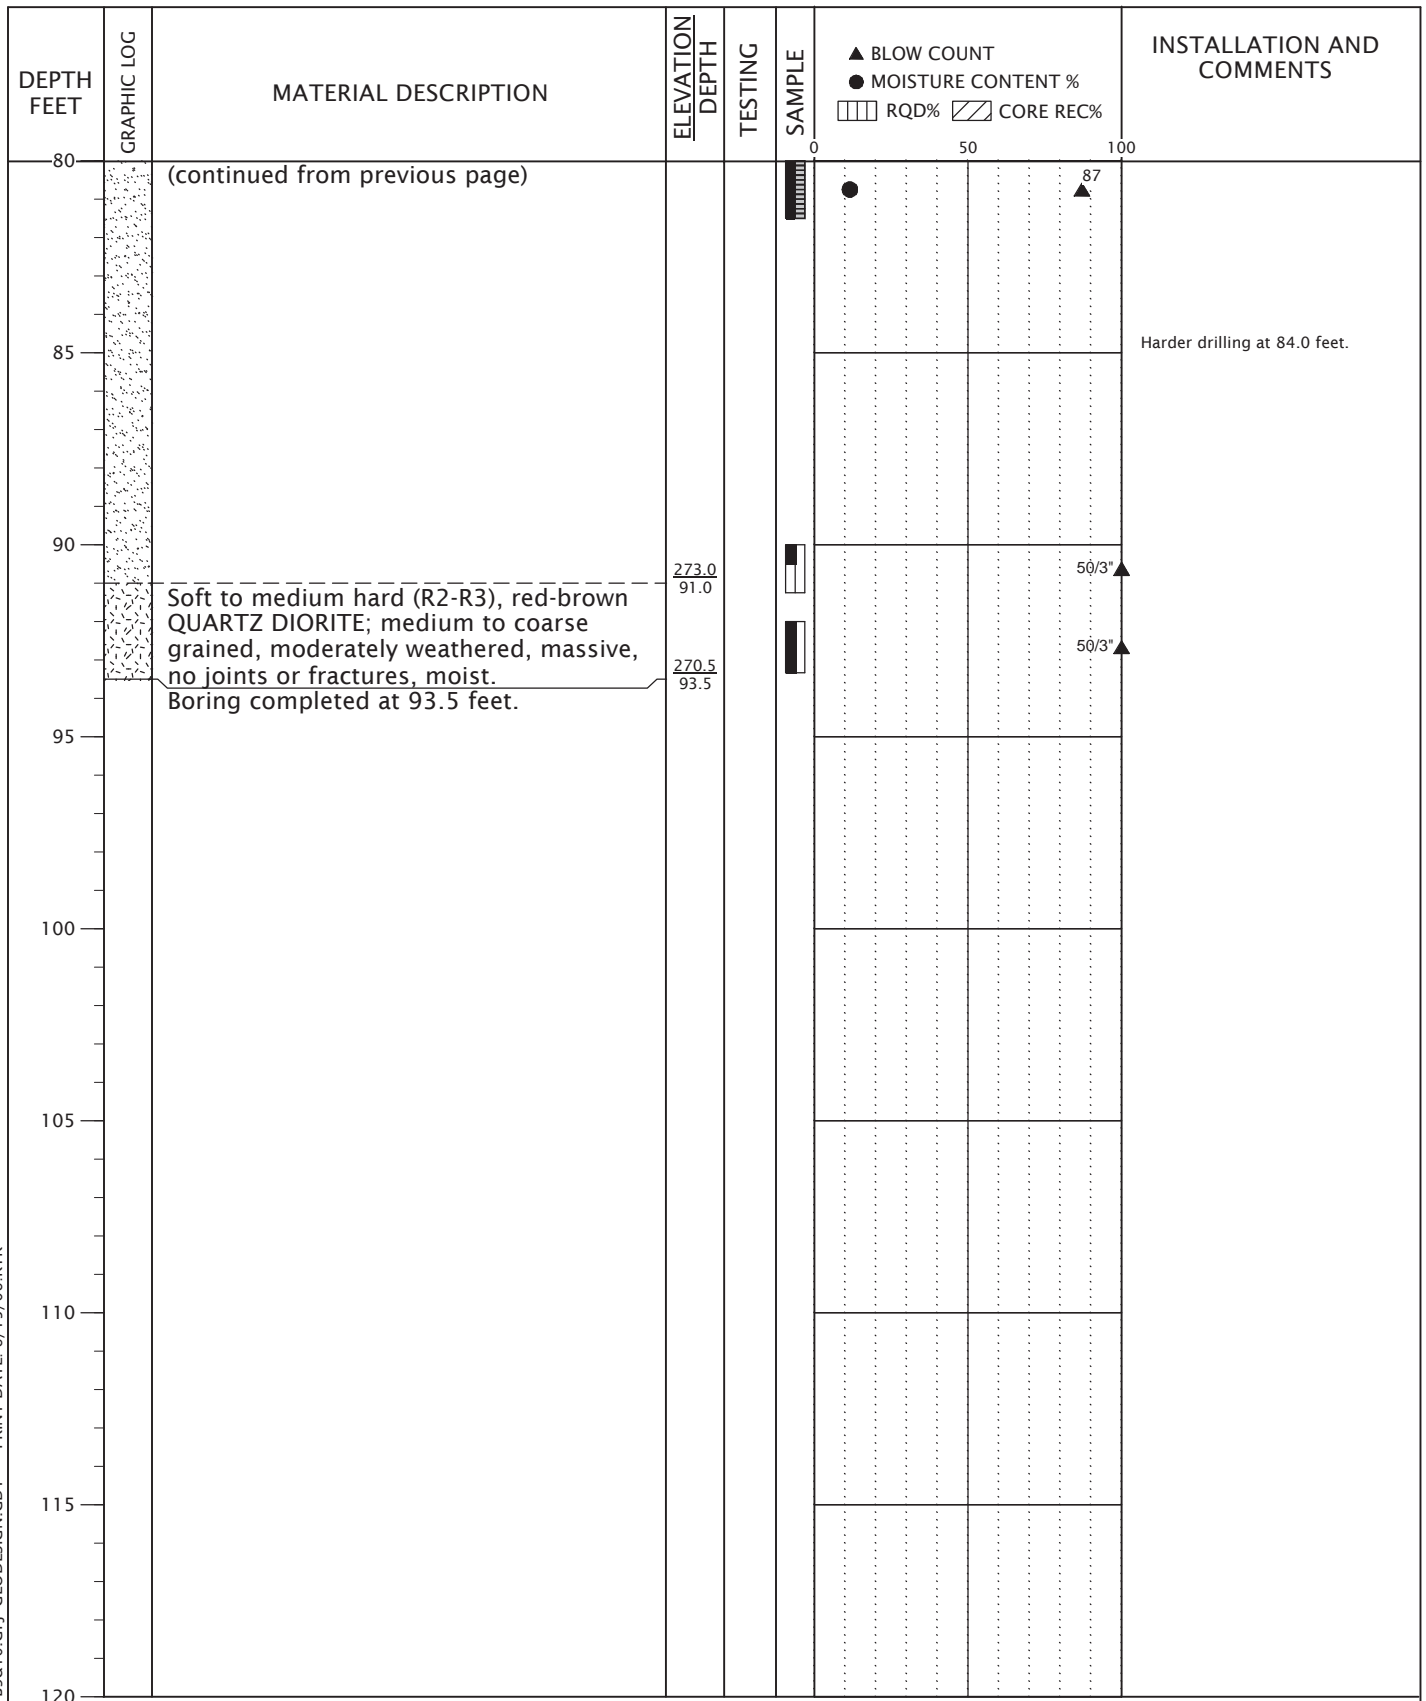 DEPTH
FEET
GRAPHIC LOG
MATERIAL DESCRIPTION
ELEVATION
DEPTH
TESTING
SAMPLE
▲ BLOW COUNT
● MOISTURE CONTENT %
RQD% CORE REC%
INSTALLATION AND
COMMENTS
0 50 100
80
(continued from previous page)
87
Harder drilling at 84.0 feet.
85
90
50/3"
273.0
91.0
Soft to medium hard (R2-R3), red-brown
QUARTZ DIORITE; medium to coarse
grained, moderately weathered, massive,
no joints or fractures, moist.
50/3"
270.5
93.5
Boring completed at 93.5 feet.
95
100
105
110
115
120